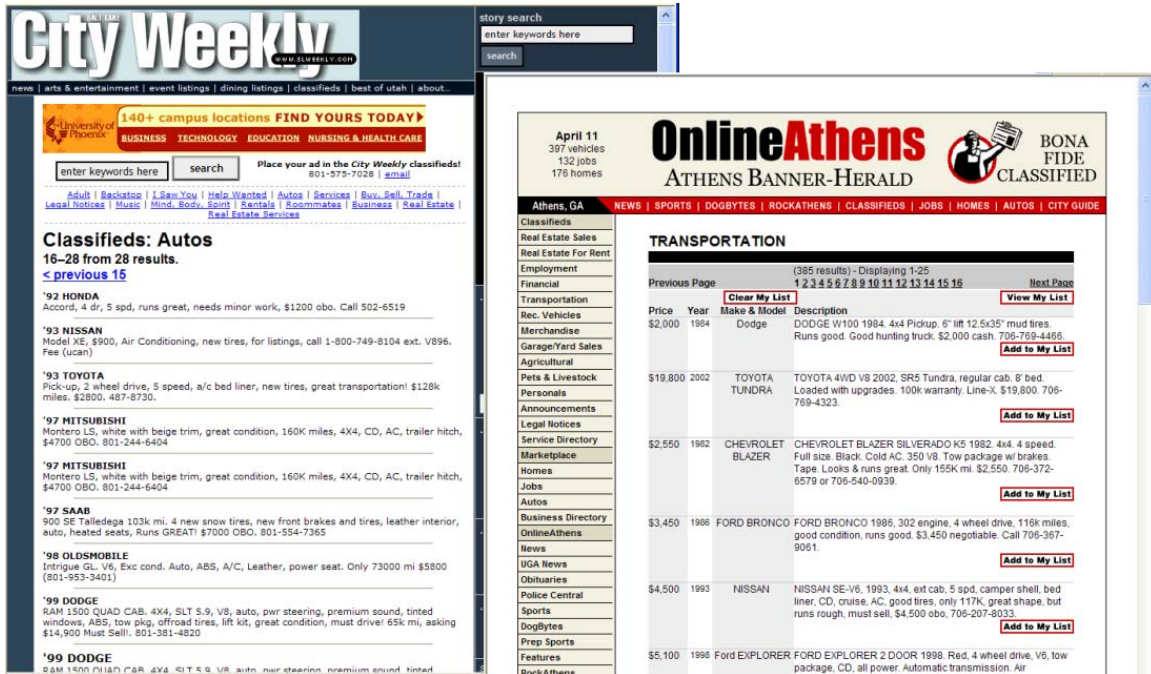 City Weekly
SALT LAKE
WWW.SLWEEKLY.COM
story search
enter keywords here
search
news | arts & entertainment | event listings | dining listings | classifieds | best of utah | about...
University of Phoenix
140+ campus locations FIND YOURS TODAY
BUSINESS TECHNOLOGY EDUCATION NURSING & HEALTH CARE
enter keywords here
search
Place your ad in the City Weekly classifieds!
801-575-7028 | email
Adult | Backstop | I Saw You | Help Wanted | Autos | Services | Buy, Sell, Trade |
Legal Notices | Music | Mind, Body, Spirit | Rentals | Roommates | Business | Real Estate |
Real Estate Services
Classifieds: Autos
16–28 from 28 results.
< previous 15
'92 HONDA
Accord, 4 dr, 5 spd, runs great, needs minor work, $1200 obo. Call 502-6519
'93 NISSAN
Model XE, $900, Air Conditioning, new tires, for listings, call 1-800-749-8104 ext. V896.
Fee (ucan)
'93 TOYOTA
Pick-up, 2 wheel drive, 5 speed, a/c bed liner, new tires, great transportation! $128k
miles. $2800. 487-8730.
'97 MITSUBISHI
Montero LS, white with beige trim, great condition, 160K miles, 4X4, CD, AC, trailer hitch,
$4700 OBO. 801-244-6404
'97 MITSUBISHI
Montero LS, white with beige trim, great condition, 160K miles, 4X4, CD, AC, trailer hitch,
$4700 OBO. 801-244-6404
'97 SAAB
900 SE Talledega 103k mi. 4 new snow tires, new front brakes and tires, leather interior,
auto, heated seats, Runs GREAT! $7000 OBO. 801-554-7365
'98 OLDSMOBILE
Intrigue GL. V6, Exc cond. Auto, ABS, A/C, Leather, power seat. Only 73000 mi $5800
(801-953-3401)
'99 DODGE
RAM 1500 QUAD CAB. 4X4, SLT 5.9, V8, auto, pwr steering, premium sound, tinted
windows, ABS, tow pkg, offroad tires, lift kit, great condition, must drive! 65k mi, asking
$14,900 Must Sell!. 801-381-4820
'99 DODGE
RAM 1500 QUAD CAB. 4X4, SLT 5.9, V8, auto, pwr steering, premium sound, tinted
April 11
397 vehicles
132 jobs
176 homes
OnlineAthens
ATHENS BANNER-HERALD
BONA
FIDE
CLASSIFIED
Athens, GA
NEWS | SPORTS | DOGBYTES | ROCKATHENS | CLASSIFIEDS | JOBS | HOMES | AUTOS | CITY GUIDE
Classifieds
Real Estate Sales
Real Estate For Rent
Employment
Financial
Transportation
Rec. Vehicles
Merchandise
Garage/Yard Sales
Agricultural
Pets & Livestock
Personals
Announcements
Legal Notices
Service Directory
Marketplace
Homes
Jobs
Autos
Business Directory
OnlineAthens
News
UGA News
Obituaries
Police Central
Sports
DogBytes
Prep Sports
Features
RockAthens
TRANSPORTATION
(385 results) - Displaying 1-25
Previous Page 1 2 3 4 5 6 7 8 9 10 11 12 13 14 15 16 Next Page
Clear My List View My List
Price Year Make & Model Description
$2,000 1984 Dodge DODGE W100 1984. 4x4 Pickup. 6" lift 12.5x35" mud tires.
Runs good. Good hunting truck. $2,000 cash. 706-769-4466.
Add to My List
$19,800 2002 TOYOTA TOYOTA 4WD V8 2002, SR5 Tundra, regular cab. 8' bed.
TUNDRA Loaded with upgrades. 100k warranty. Line-X. $19,800. 706-
769-4323.
Add to My List
$2,550 1982 CHEVROLET CHEVROLET BLAZER SILVERADO K5 1982. 4x4. 4 speed.
BLAZER Full size. Black. Cold AC. 350 V8. Tow package w/ brakes.
Tape. Looks & runs great. Only 155K mi. $2,550. 706-372-
6579 or 706-540-0939.
Add to My List
$3,450 1986 FORD BRONCO FORD BRONCO 1986, 302 engine, 4 wheel drive, 116k miles,
good condition, runs good. $3,450 negotiable. Call 706-367-
9061.
Add to My List
$4,500 1993 NISSAN NISSAN SE-V6, 1993, 4x4, ext cab, 5 spd, camper shell, bed
liner, CD, cruise, AC, good tires, only 117K, great shape, but
runs rough, must sell, $4,500 obo, 706-207-8033.
Add to My List
$5,100 1998 Ford EXPLORER FORD EXPLORER 2 DOOR 1998. Red, 4 wheel drive, V6, tow
package, CD, all power. Automatic transmission. Air